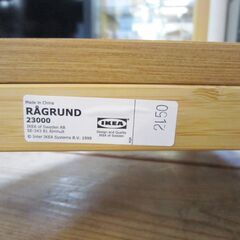 Made in China
RÅGRUND
23000
IKEA of Sweden AB
SE-343 81 Älmhult
© Inter IKEA Systems B.V. 1999
IKEA
Design and Quality
IKEA of Sweden
2150